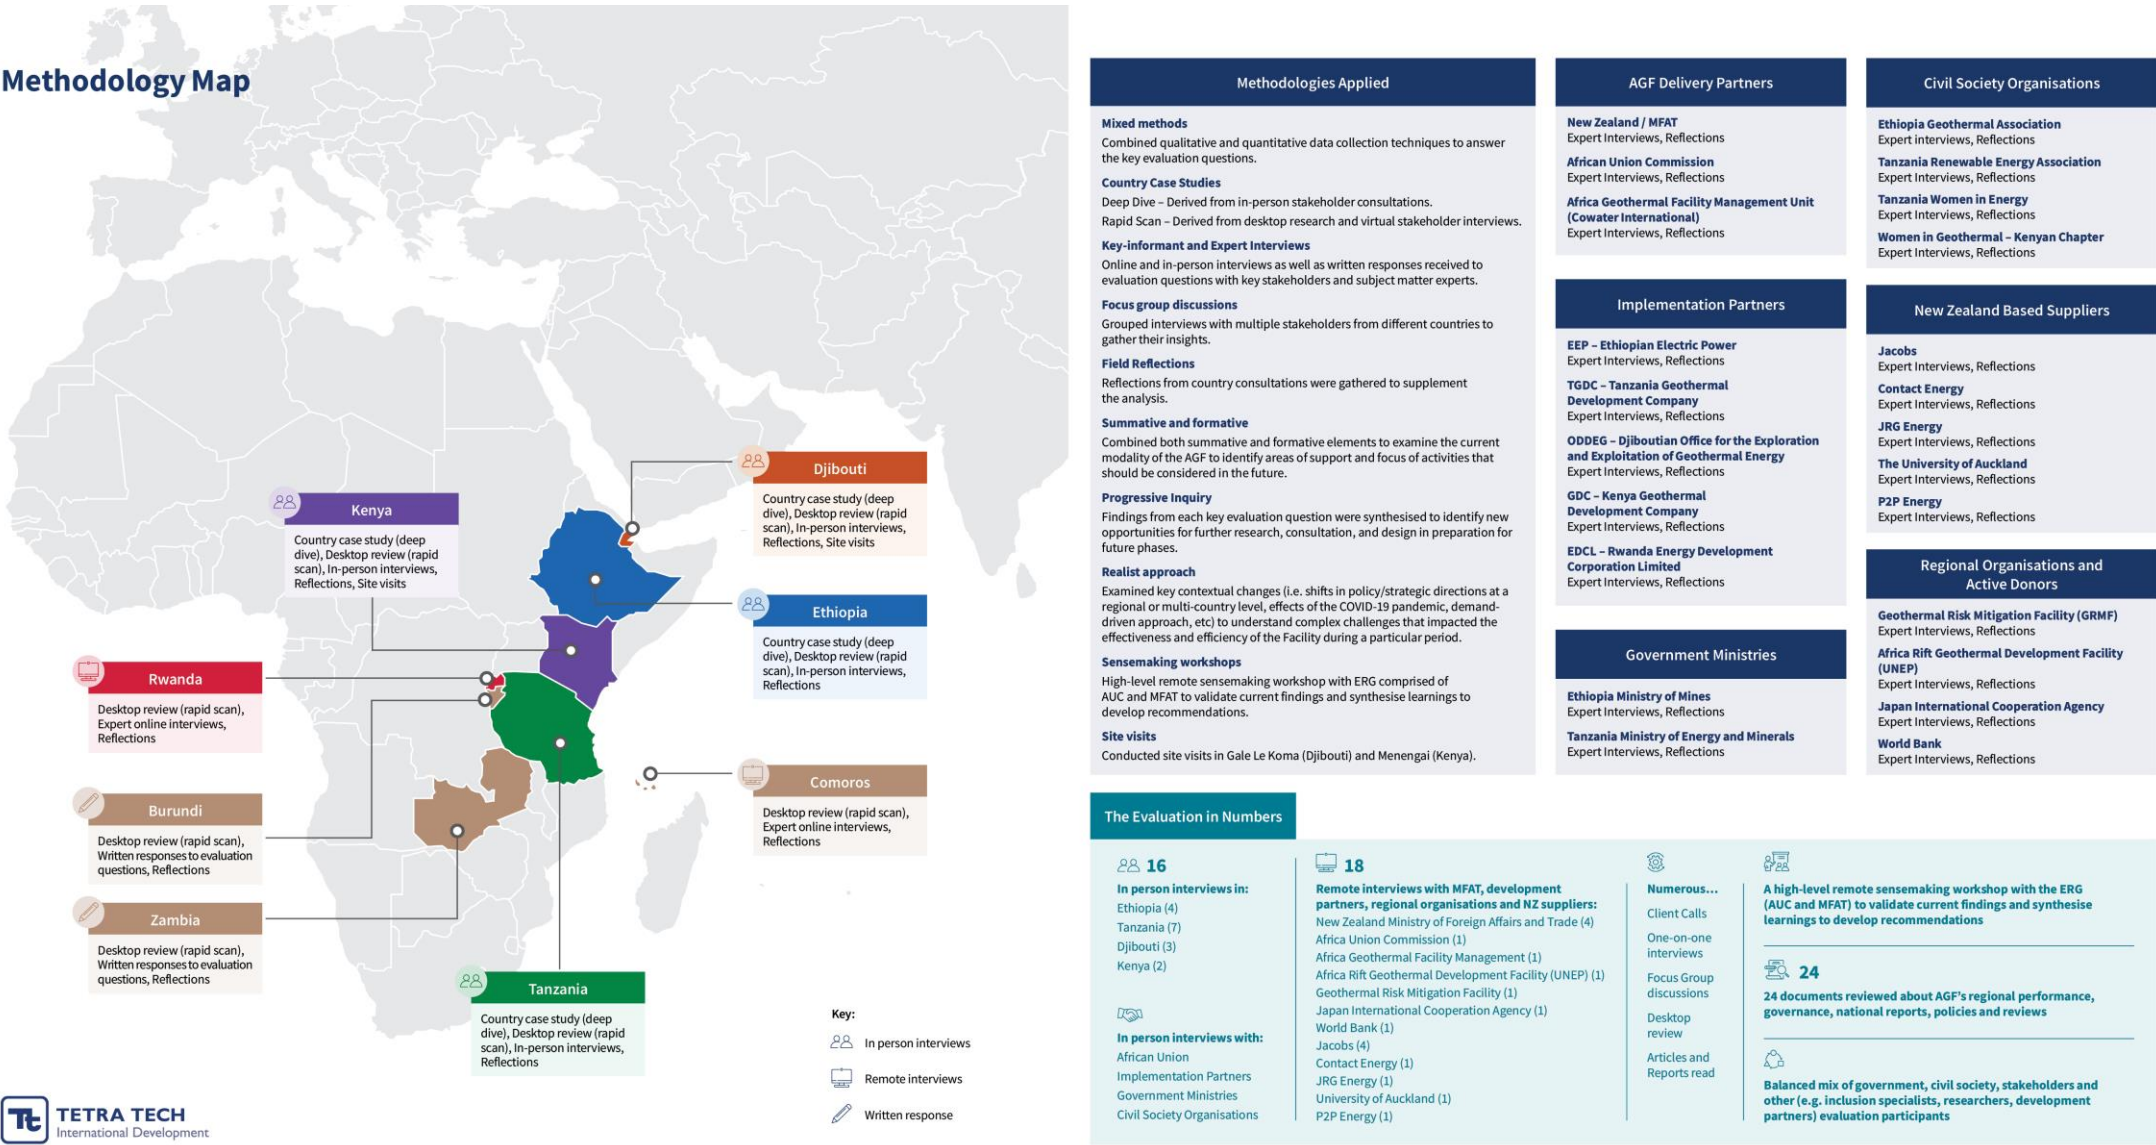 Methodology Map
Djibouti
Country case study (deep
dive), Desktop review (rapid
scan), In-person interviews,
Reflections, Site visits
Kenya
Country case study (deep
dive), Desktop review (rapid
scan), In-person interviews,
Reflections, Site visits
Ethiopia
Country case study (deep
dive), Desktop review (rapid
scan), In-person interviews,
Reflections
Rwanda
Desktop review (rapid scan),
Expert online interviews,
Reflections
Comoros
Desktop review (rapid scan),
Expert online interviews,
Reflections
Burundi
Desktop review (rapid scan),
Written responses to evaluation
questions, Reflections
Zambia
Desktop review (rapid scan),
Written responses to evaluation
questions, Reflections
Tanzania
Country case study (deep
dive), Desktop review (rapid
scan), In-person interviews,
Reflections
Key:
In person interviews
Remote interviews
Written response
Tt
TETRA TECH
International Development
Methodologies Applied
Mixed methods
Combined qualitative and quantitative data collection techniques to answer
the key evaluation questions.
Country Case Studies
Deep Dive – Derived from in-person stakeholder consultations.
Rapid Scan – Derived from desktop research and virtual stakeholder interviews.
Key-informant and Expert Interviews
Online and in-person interviews as well as written responses received to
evaluation questions with key stakeholders and subject matter experts.
Focus group discussions
Grouped interviews with multiple stakeholders from different countries to
gather their insights.
Field Reflections
Reflections from country consultations were gathered to supplement
the analysis.
Summative and formative
Combined both summative and formative elements to examine the current
modality of the AGF to identify areas of support and focus of activities that
should be considered in the future.
Progressive Inquiry
Findings from each key evaluation question were synthesised to identify new
opportunities for further research, consultation, and design in preparation for
future phases.
Realist approach
Examined key contextual changes (i.e. shifts in policy/strategic directions at a
regional or multi-country level, effects of the COVID-19 pandemic, demand-
driven approach, etc) to understand complex challenges that impacted the
effectiveness and efficiency of the Facility during a particular period.
Sensemaking workshops
High-level remote sensemaking workshop with ERG comprised of
AUC and MFAT to validate current findings and synthesise learnings to
develop recommendations.
Site visits
Conducted site visits in Gale Le Koma (Djibouti) and Menengai (Kenya).
AGF Delivery Partners
New Zealand / MFAT
Expert Interviews, Reflections
African Union Commission
Expert Interviews, Reflections
Africa Geothermal Facility Management Unit
(Cowater International)
Expert Interviews, Reflections
Implementation Partners
EEP – Ethiopian Electric Power
Expert Interviews, Reflections
TGDC – Tanzania Geothermal
Development Company
Expert Interviews, Reflections
ODDEG – Djiboutian Office for the Exploration
and Exploitation of Geothermal Energy
Expert Interviews, Reflections
GDC – Kenya Geothermal
Development Company
Expert Interviews, Reflections
EDCL – Rwanda Energy Development
Corporation Limited
Expert Interviews, Reflections
Government Ministries
Ethiopia Ministry of Mines
Expert Interviews, Reflections
Tanzania Ministry of Energy and Minerals
Expert Interviews, Reflections
Civil Society Organisations
Ethiopia Geothermal Association
Expert interviews, Reflections
Tanzania Renewable Energy Association
Expert Interviews, Reflections
Tanzania Women in Energy
Expert Interviews, Reflections
Women in Geothermal – Kenyan Chapter
Expert Interviews, Reflections
New Zealand Based Suppliers
Jacobs
Expert Interviews, Reflections
Contact Energy
Expert Interviews, Reflections
JRG Energy
Expert Interviews, Reflections
The University of Auckland
Expert Interviews, Reflections
P2P Energy
Expert Interviews, Reflections
Regional Organisations and
Active Donors
Geothermal Risk Mitigation Facility (GRMF)
Expert Interviews, Reflections
Africa Rift Geothermal Development Facility
(UNEP)
Expert Interviews, Reflections
Japan International Cooperation Agency
Expert Interviews, Reflections
World Bank
Expert Interviews, Reflections
The Evaluation in Numbers
16
In person interviews in:
Ethiopia (4)
Tanzania (7)
Djibouti (3)
Kenya (2)
In person interviews with:
African Union
Implementation Partners
Government Ministries
Civil Society Organisations
18
Remote interviews with MFAT, development
partners, regional organisations and NZ suppliers:
New Zealand Ministry of Foreign Affairs and Trade (4)
Africa Union Commission (1)
Africa Geothermal Facility Management (1)
Africa Rift Geothermal Development Facility (UNEP) (1)
Geothermal Risk Mitigation Facility (1)
Japan International Cooperation Agency (1)
World Bank (1)
Jacobs (4)
Contact Energy (1)
JRG Energy (1)
University of Auckland (1)
P2P Energy (1)
Numerous...
Client Calls
One-on-one
interviews
Focus Group
discussions
Desktop
review
Articles and
Reports read
A high-level remote sensemaking workshop with the ERG
(AUC and MFAT) to validate current findings and synthesise
learnings to develop recommendations
24
24 documents reviewed about AGF's regional performance,
governance, national reports, policies and reviews
Balanced mix of government, civil society, stakeholders and
other (e.g. inclusion specialists, researchers, development
partners) evaluation participants